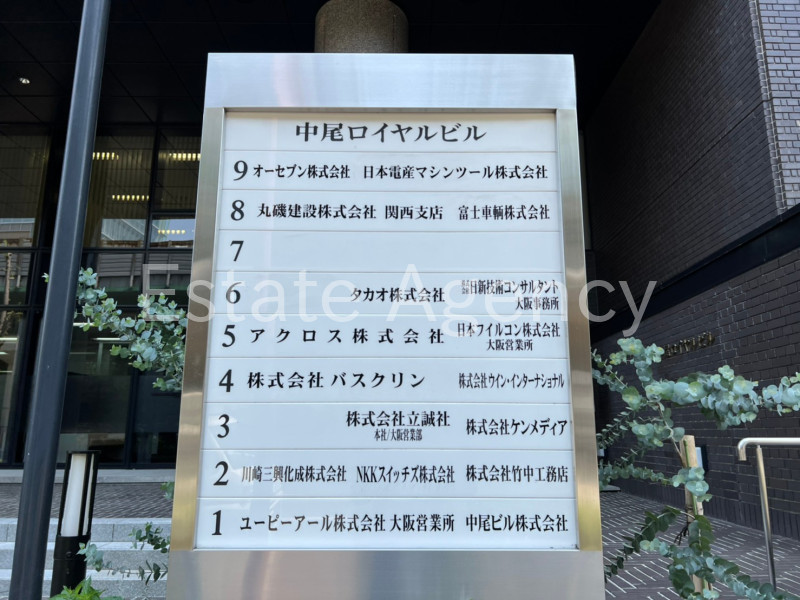 中尾ロイヤルビル
9 オーセブン株式会社 日本電産マシンツール株式会社
8 丸磯建設株式会社 関西支店 富士車輌株式会社
7
6 タカオ株式会社 日新技術コンサルタント
大阪事務所
Estate Agency
5 アクロス株式会社 日本フイルコン株式会社
大阪営業所
4 株式会社バスクリン 株式会社ウイン・インターナショナル
3 株式会社立誠社 株式会社ケンメディア
本社/大阪営業部
2 川崎三興化成株式会社 NKKスイッチズ株式会社 株式会社竹中工務店
1 ユーピーアール株式会社 大阪営業所 中尾ビル株式会社